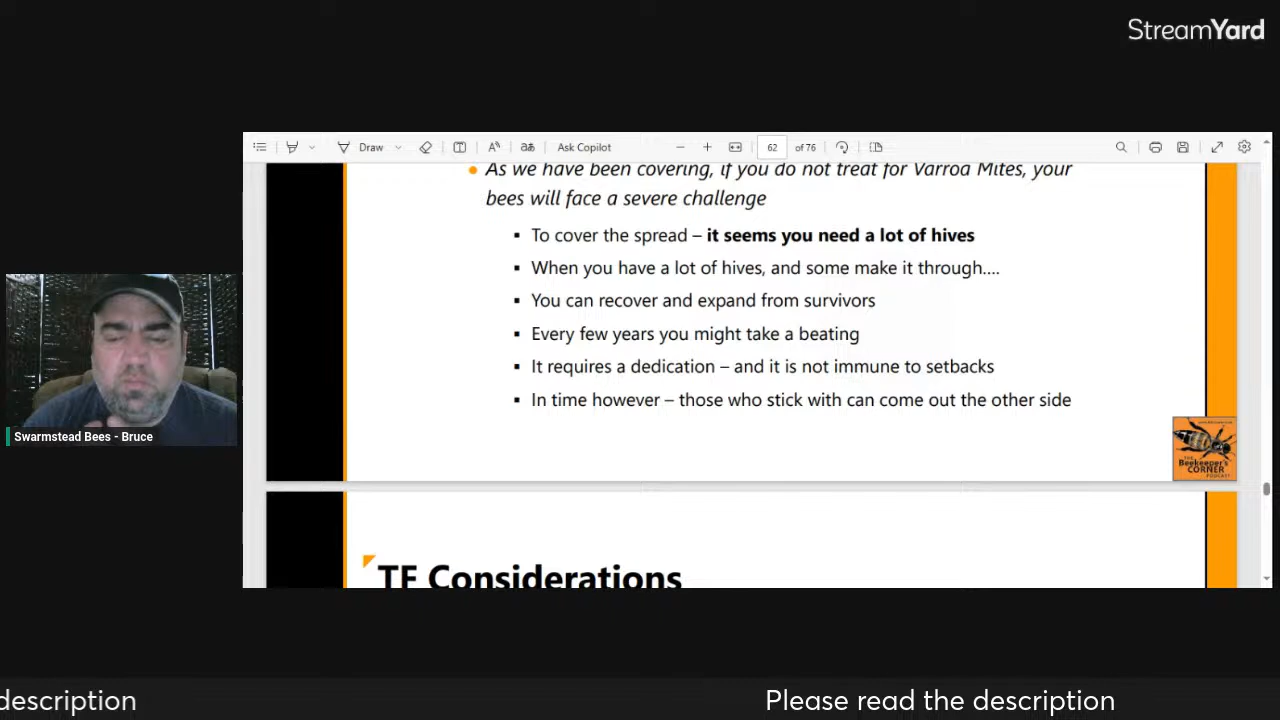 StreamYard
Draw
Ask Copilot
62 of 76
As we have been covering, if you do not treat for Varroa Mites, your
bees will face a severe challenge
To cover the spread – it seems you need a lot of hives
When you have a lot of hives, and some make it through....
You can recover and expand from survivors
Every few years you might take a beating
It requires a dedication – and it is not immune to setbacks
In time however – those who stick with can come out the other side
THE
Beekeeper's
CORNER
PODCAST
TF Considerations
Swarmstead Bees - Bruce
description
Please read the description